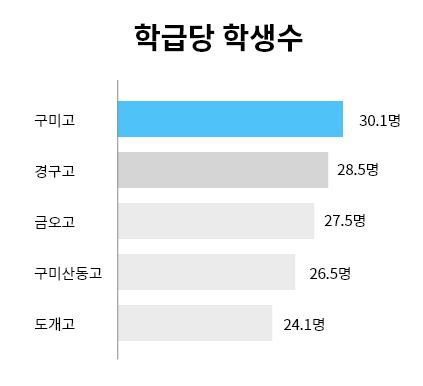 학급당 학생수
구미고 30.1명
경구고 28.5명
금오고 27.5명
구미산동고 26.5명
도개고 24.1명